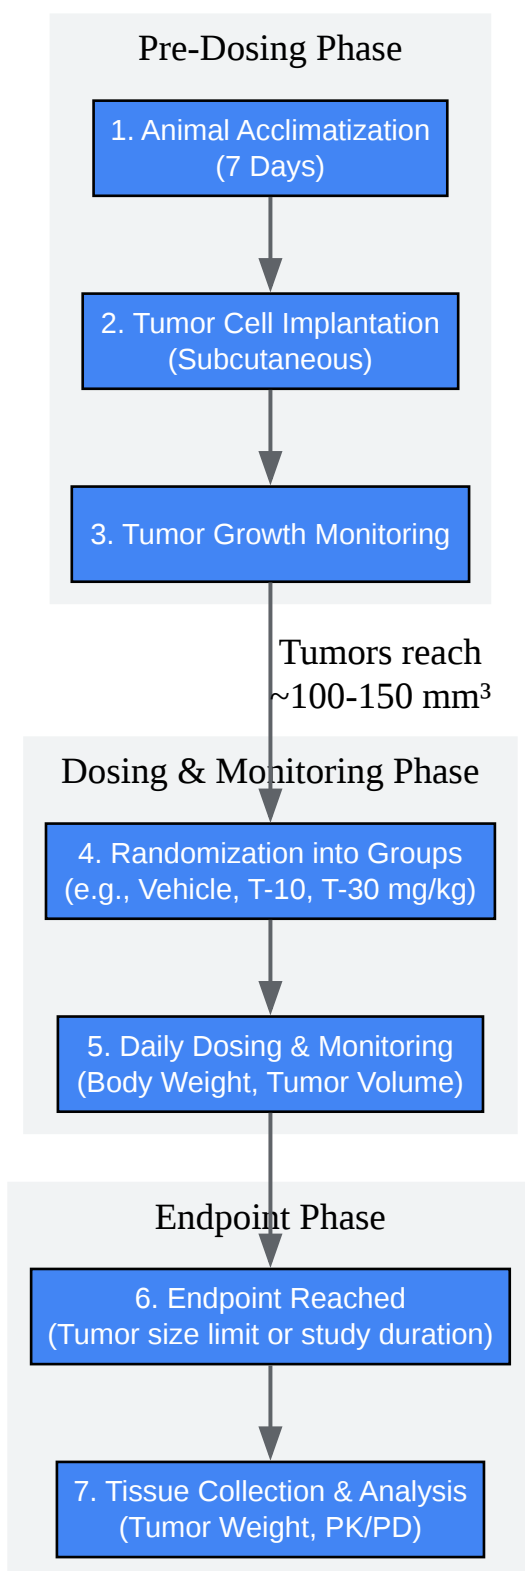 Pre-Dosing Phase
1. Animal Acclimatization
(7 Days)
2. Tumor Cell Implantation
(Subcutaneous)
3. Tumor Growth Monitoring
Tumors reach
~100-150 mm³
Dosing & Monitoring Phase
4. Randomization into Groups
(e.g., Vehicle, T-10, T-30 mg/kg)
5. Daily Dosing & Monitoring
(Body Weight, Tumor Volume)
Endpoint Phase
6. Endpoint Reached
(Tumor size limit or study duration)
7. Tissue Collection & Analysis
(Tumor Weight, PK/PD)